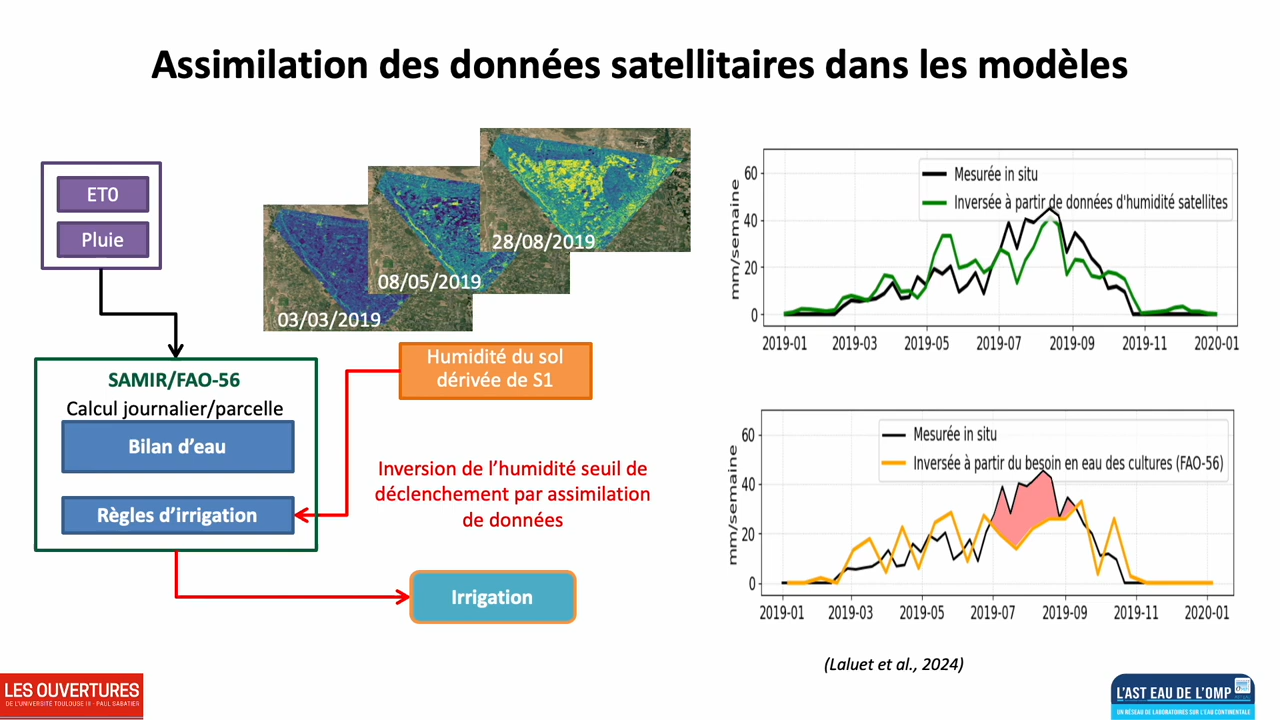 Assimilation des données satellitaires dans les modèles
ET0
Pluie
03/03/2019
08/05/2019
28/08/2019
SAMIR/FAO-56
Calcul journalier/parcelle
Bilan d'eau
Règles d'irrigation
Humidité du sol
dérivée de S1
Inversion de l'humidité seuil de
déclenchement par assimilation
de données
Irrigation
mm/semaine
60
40
20
0
Mesurée in situ
Inversée à partir de données d'humidité satellites
2019-01
2019-03
2019-05
2019-07
2019-09
2019-11
2020-01
mm/semaine
60
40
20
0
Mesurée in situ
Inversée à partir du besoin en eau des cultures (FAO-56)
2019-01
2019-03
2019-05
2019-07
2019-09
2019-11
2020-01
(Laluet et al., 2024)
LES OUVERTURES
DE L'UNIVERSITÉ TOULOUSE III - PAUL SABATIER
L'AST EAU DE L'OMP
UN RÉSEAU DE LABORATOIRES SUR L'EAU CONTINENTALE